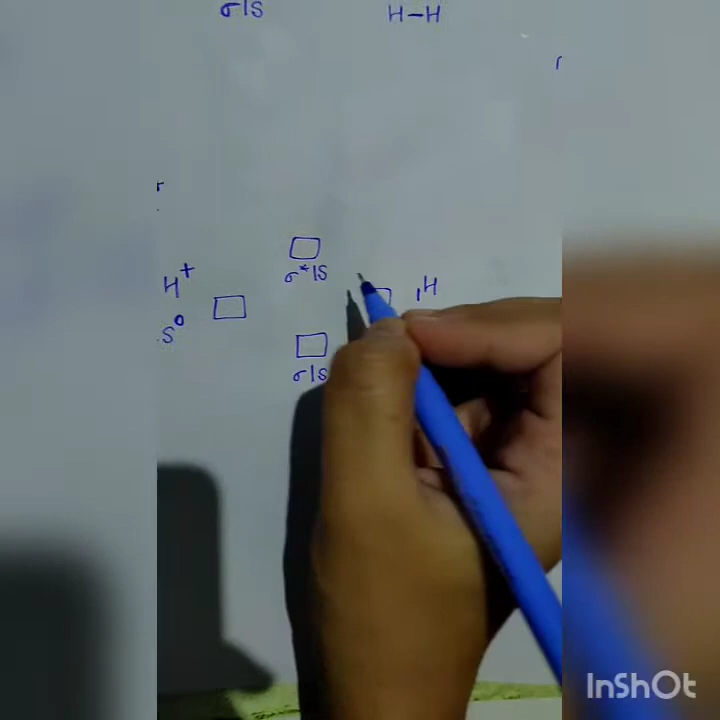 σ1S H–H
σ*1S
H⁺ ₁H
S⁰
σ1S
InShOt